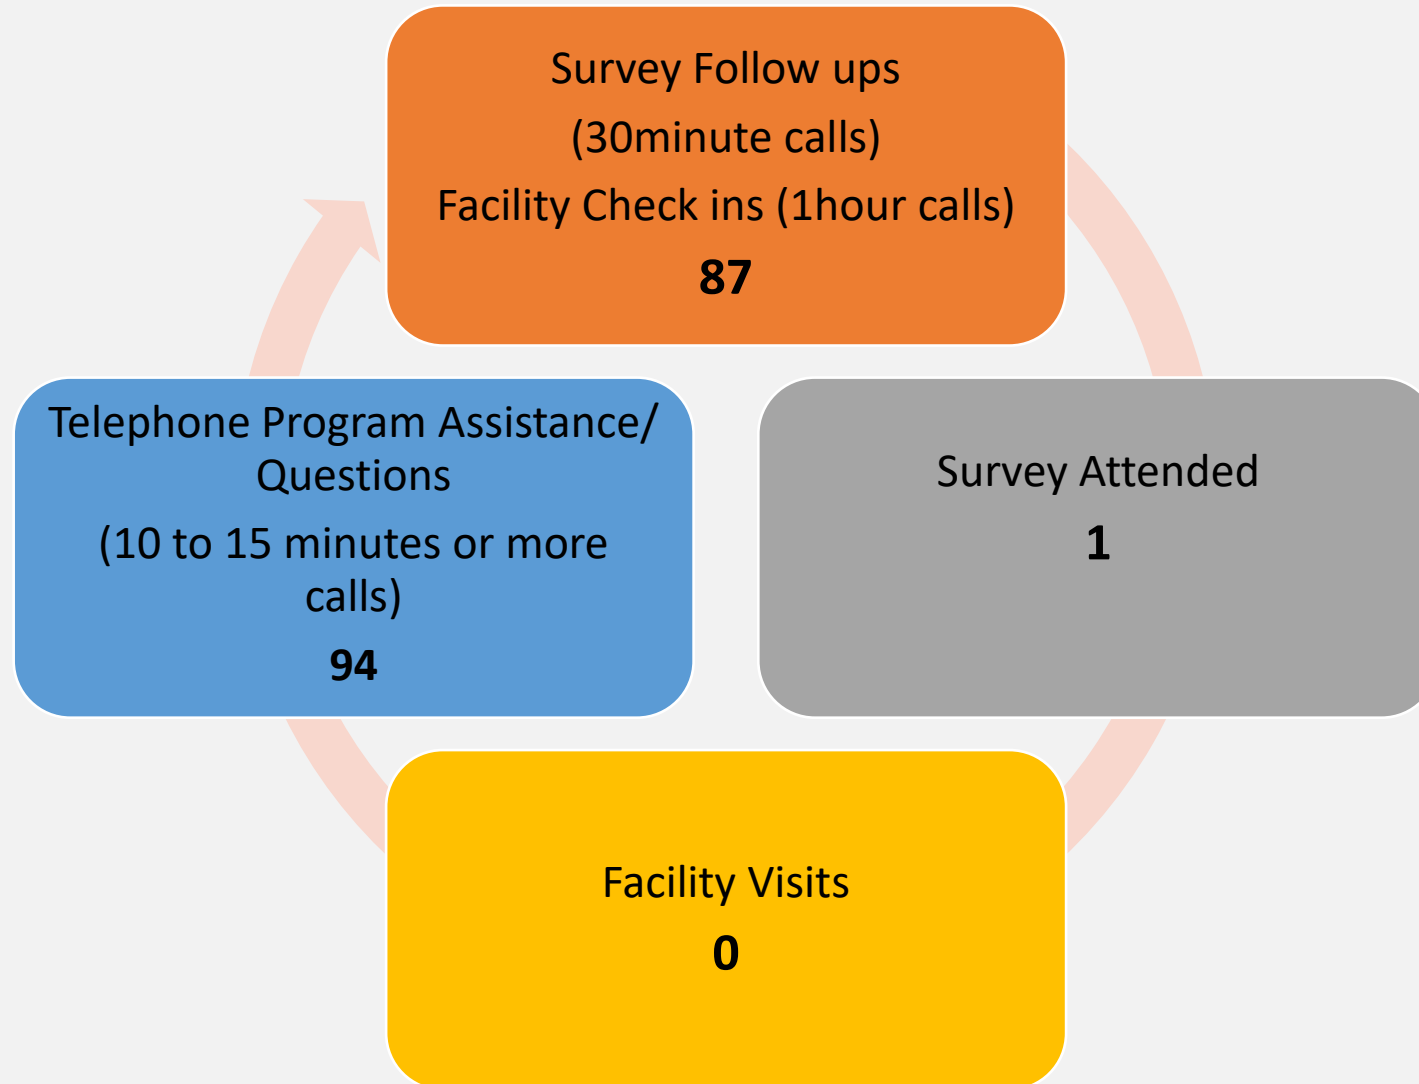 Survey Follow ups
(30minute calls)
Facility Check ins (1hour calls)
87
Telephone Program Assistance/
Questions
(10 to 15 minutes or more
calls)
94
Survey Attended
1
Facility Visits
0